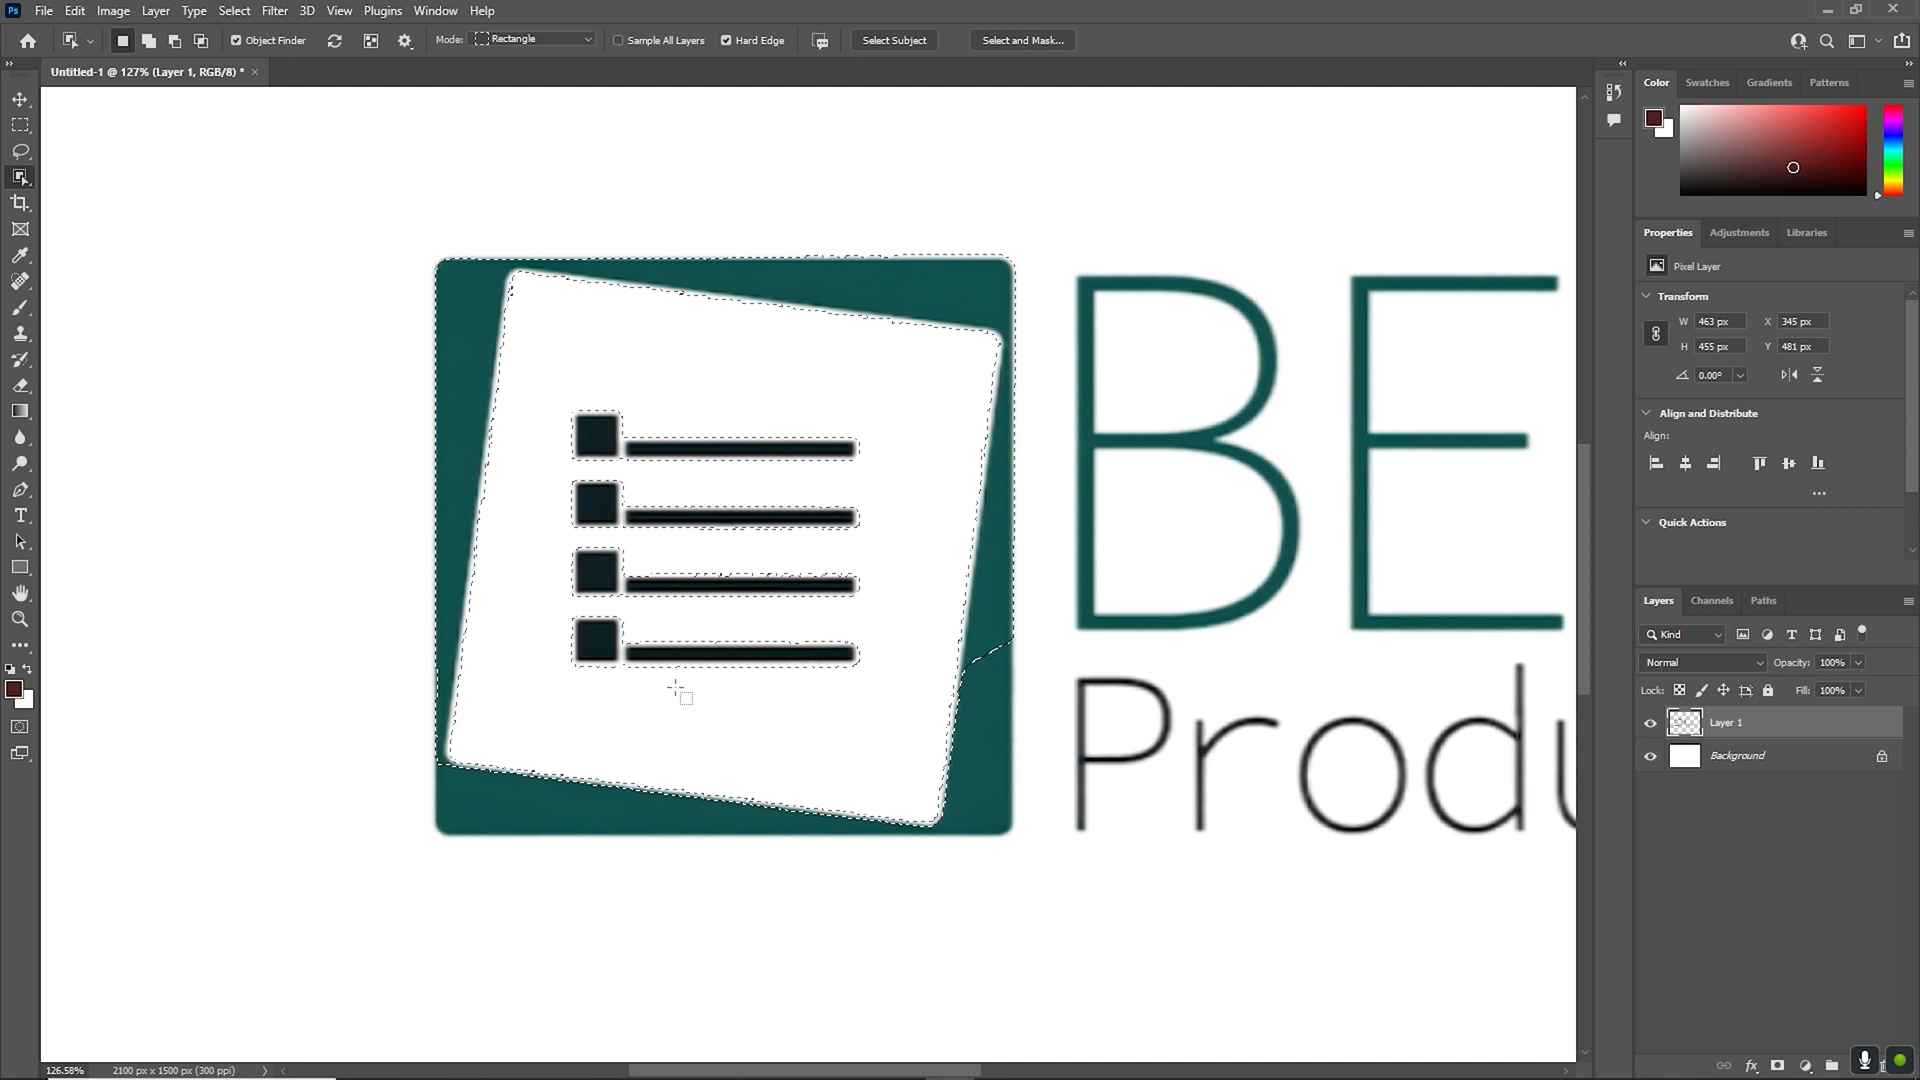 Ps File Edit Image Layer Type Select Filter 3D View Plugins Window Help
Object Finder Mode: Rectangle Sample All Layers Hard Edge Select Subject Select and Mask...
Untitled-1 @ 127% (Layer 1, RGB/8) * ×
Color Swatches Gradients Patterns
Properties Adjustments Libraries
Pixel Layer
Transform
W 463 px X 345 px
H 455 px Y 481 px
0.00°
Align and Distribute
Align:
Quick Actions
BE
Produ
Layers Channels Paths
Kind
Normal Opacity: 100%
Lock: Fill: 100%
Layer 1
Background
126.58% 2100 px x 1500 px (300 ppi)